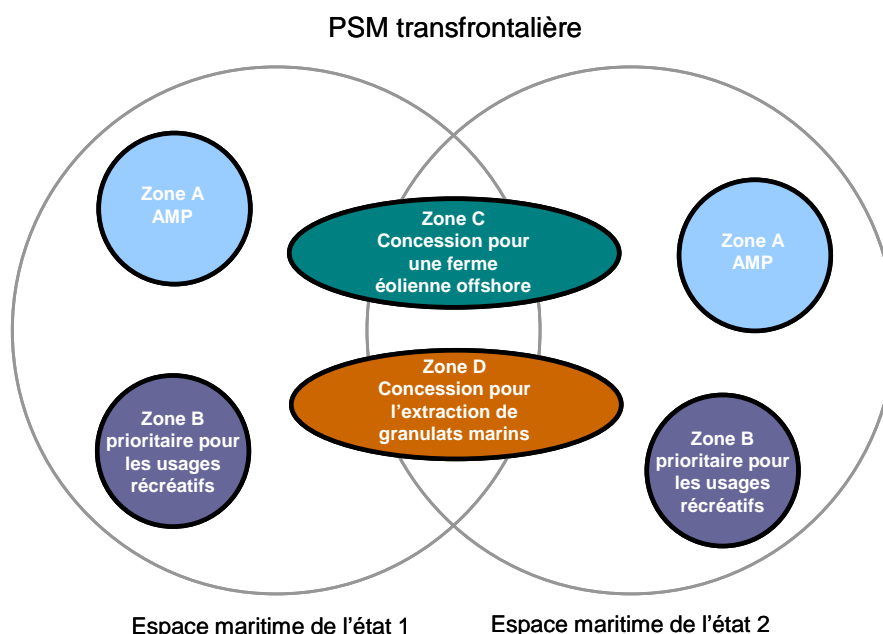 PSM transfrontalière
Zone A
AMP
Zone C
Concession pour
une ferme
éolienne offshore
Zone A
AMP
Zone D
Concession pour
l'extraction de
granulats marins
Zone B
prioritaire pour
les usages
récréatifs
Zone B
prioritaire pour
les usages
récréatifs
Espace maritime de l'état 1
Espace maritime de l'état 2